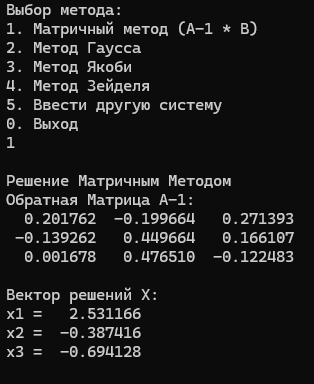 Выбор метода:
1. Матричный метод (A-1 * B)
2. Метод Гаусса
3. Метод Якоби
4. Метод Зейделя
5. Ввести другую систему
0. Выход
1
Решение Матричным Методом
Обратная Матрица A-1:
0.201762 -0.199664 0.271393
-0.139262 0.449664 0.166107
0.001678 0.476510 -0.122483
Вектор решений X:
x1 = 2.531166
x2 = -0.387416
x3 = -0.694128